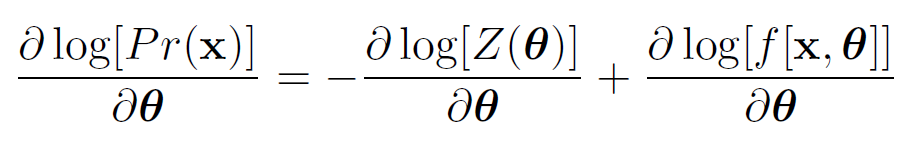 ∂ log[Pr(𝐱)] / ∂𝜽 = − ∂ log[Z(𝜽)] / ∂𝜽 + ∂ log[f[𝐱, 𝜽]] / ∂𝜽